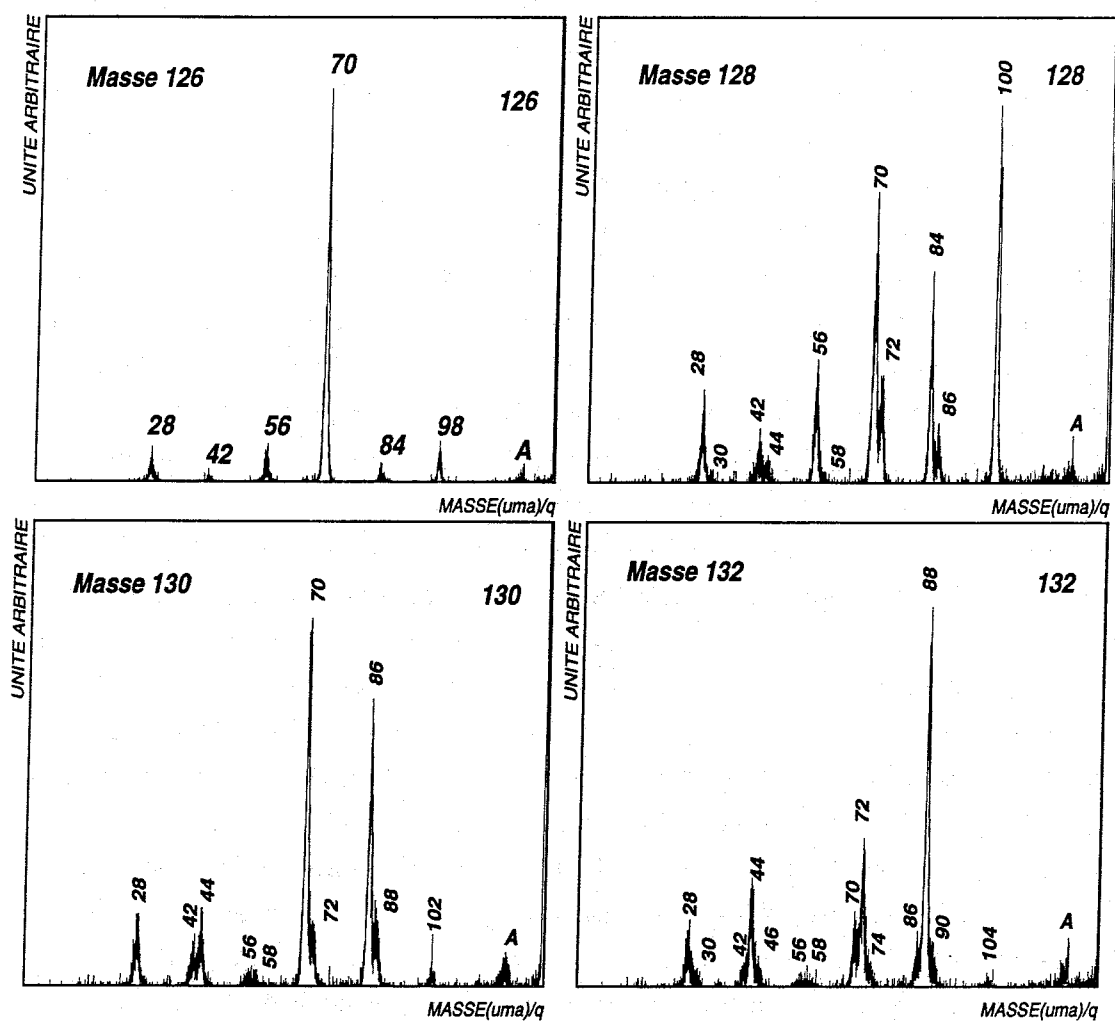 UNITE ARBITRAIRE
Masse 126
70
126
28
42
56
84
98
A
MASSE(uma)/q
UNITE ARBITRAIRE
Masse 128
100
128
70
84
28
56
72
42
44
86
30
58
A
MASSE(uma)/q
UNITE ARBITRAIRE
Masse 130
70
130
86
28
42
44
56
58
72
88
102
A
MASSE(uma)/q
UNITE ARBITRAIRE
Masse 132
88
132
72
44
28
30
42
46
56
58
70
74
86
90
104
A
MASSE(uma)/q